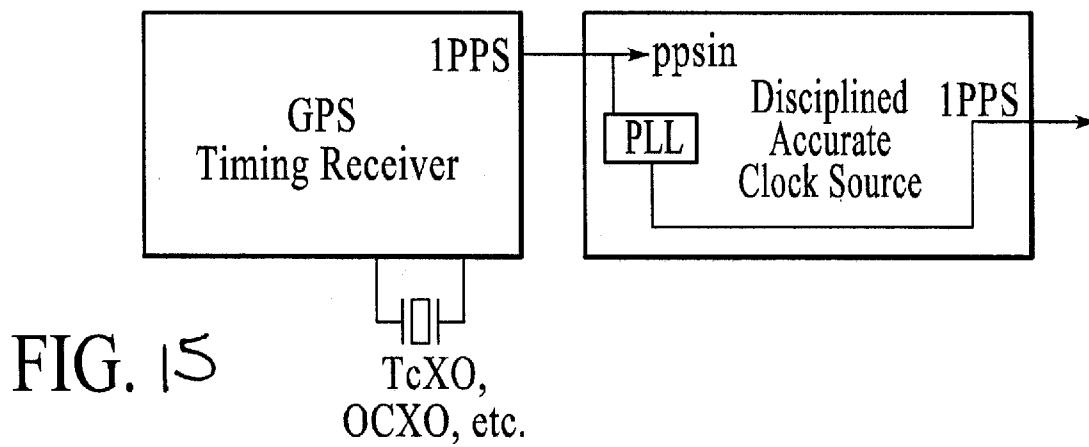 1PPS
GPS
Timing Receiver
ppsin
PLL
Disciplined
Accurate
Clock Source
1PPS
TcXO,
OCXO, etc.
FIG. 15